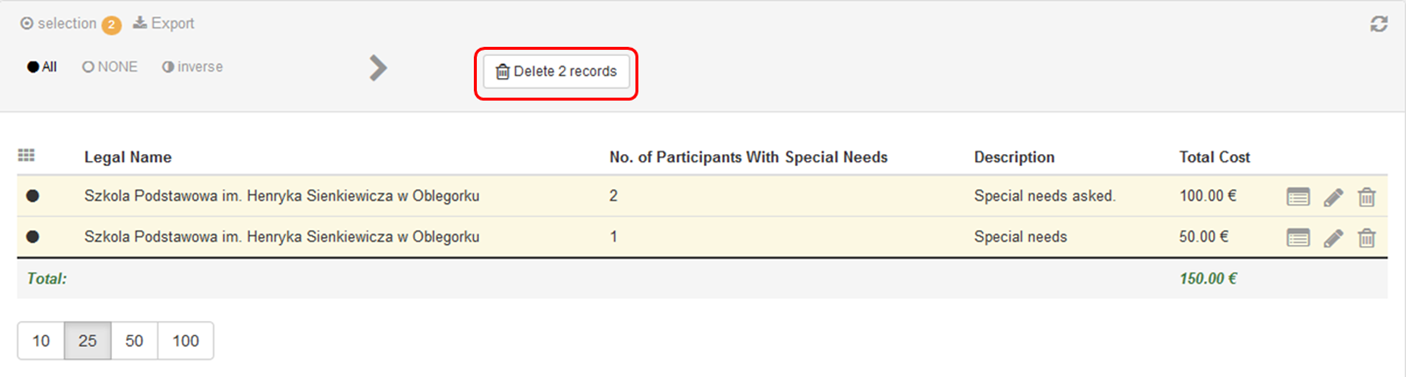 selection 2 Export
All NONE inverse Delete 2 records
Legal Name No. of Participants With Special Needs Description Total Cost
Szkola Podstawowa im. Henryka Sienkiewicza w Oblegorku 2 Special needs asked. 100.00 €
Szkola Podstawowa im. Henryka Sienkiewicza w Oblegorku 1 Special needs 50.00 €
Total: 150.00 €
10 25 50 100